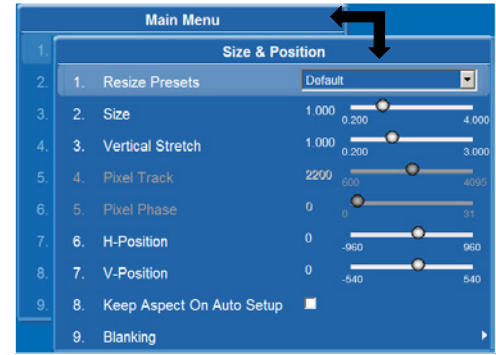 Main Menu
1.
Size & Position
2. 1. Resize Presets Default
3. 2. Size 1.000 0.200 4.000
4. 3. Vertical Stretch 1.000 0.200 3.000
5. 4. Pixel Track 2200 600 4095
6. 5. Pixel Phase 0 0 31
7. 6. H-Position 0 -960 960
8. 7. V-Position 0 -540 540
9. 8. Keep Aspect On Auto Setup
9. Blanking